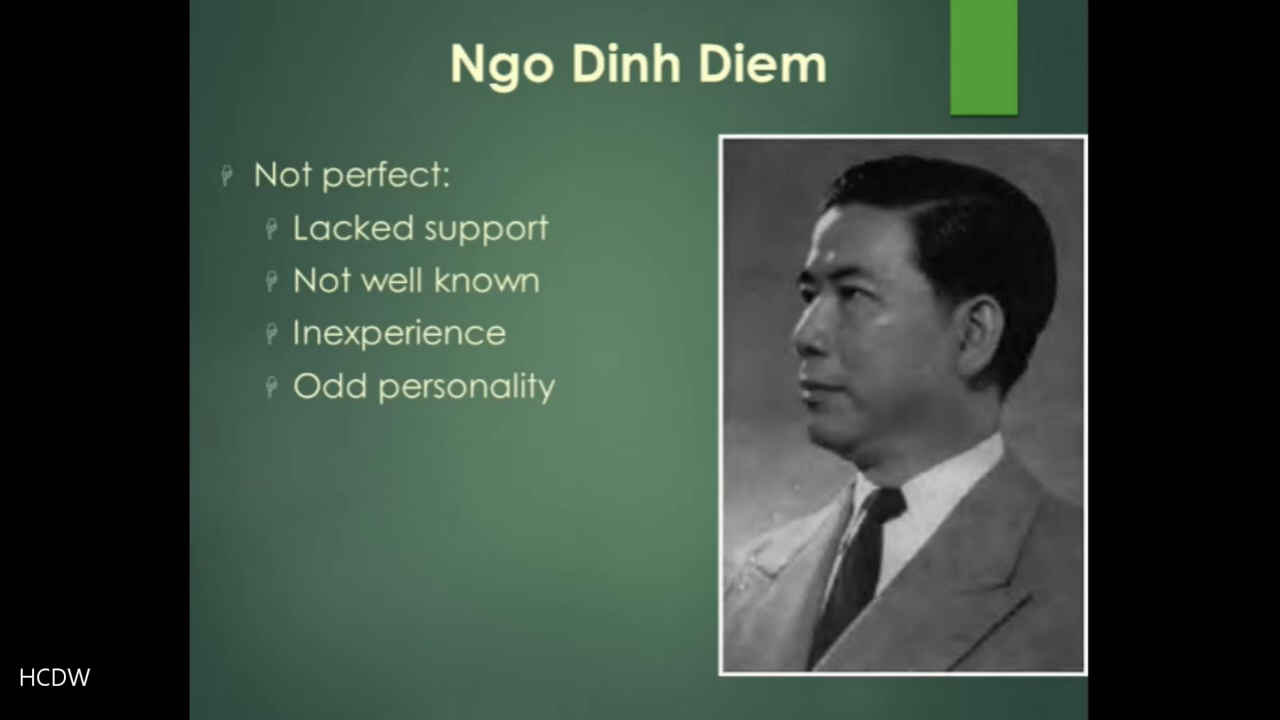 Ngo Dinh Diem
Not perfect:
Lacked support
Not well known
Inexperience
Odd personality
HCDW